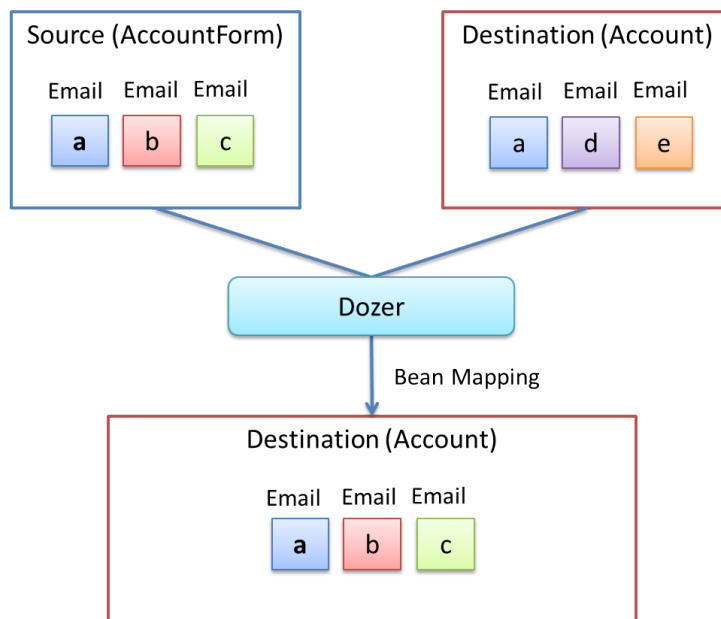 Source (AccountForm)
Email Email Email
a b c
Destination (Account)
Email Email Email
a d e
Dozer
Bean Mapping
Destination (Account)
Email Email Email
a b c